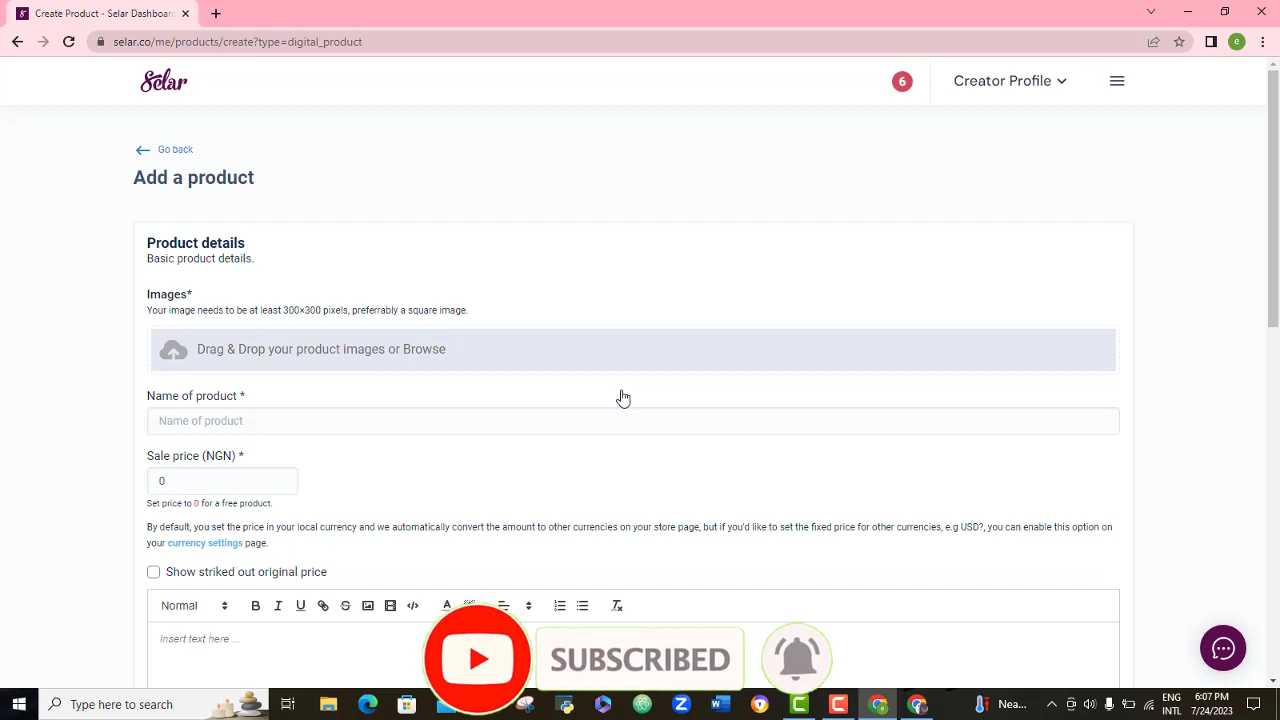 Create Product - Selar Dashboard
selar.co/me/products/create?type=digital_product
e
Selar
6
Creator Profile
Go back
Add a product
Product details
Basic product details.
Images*
Your image needs to be at least 300×300 pixels, preferrably a square image.
Drag & Drop your product images or Browse
Name of product *
Name of product
Sale price (NGN) *
0
Set price to 0 for a free product.
By default, you set the price in your local currency and we automatically convert the amount to other currencies on your store page, but if you'd like to set the fixed price for other currencies, e.g USD?, you can enable this option on
your currency settings page.
Show striked out original price
Normal
Insert text here ...
SUBSCRIBED
Type here to search
Nea...
ENG
INTL
6:07 PM
7/24/2023